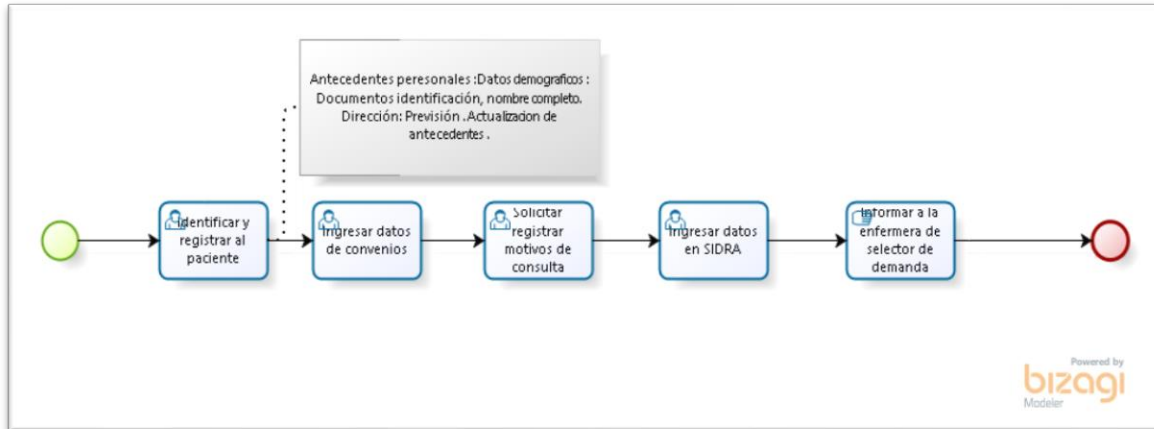 Antecedentes peresonales :Datos demograficos :
Documentos identificación, nombre completo.
Dirección: Previsión .Actualizacion de
antecedentes .
Identificar y
registrar al
paciente
Ingresar datos
de convenios
Solicitar
registrar
motivos de
consulta
Ingresar datos
en SIDRA
Informar a la
enfermera de
selector de
demanda
Powered by
bizagi
Modeler